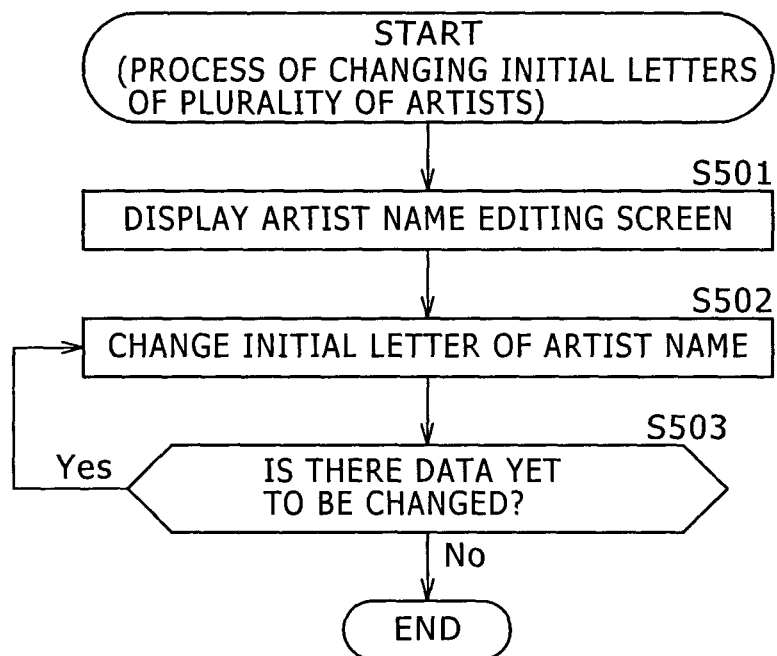 START
(PROCESS OF CHANGING INITIAL LETTERS
OF PLURALITY OF ARTISTS)
S501
DISPLAY ARTIST NAME EDITING SCREEN
S502
CHANGE INITIAL LETTER OF ARTIST NAME
S503
Yes
IS THERE DATA YET
TO BE CHANGED?
No
END